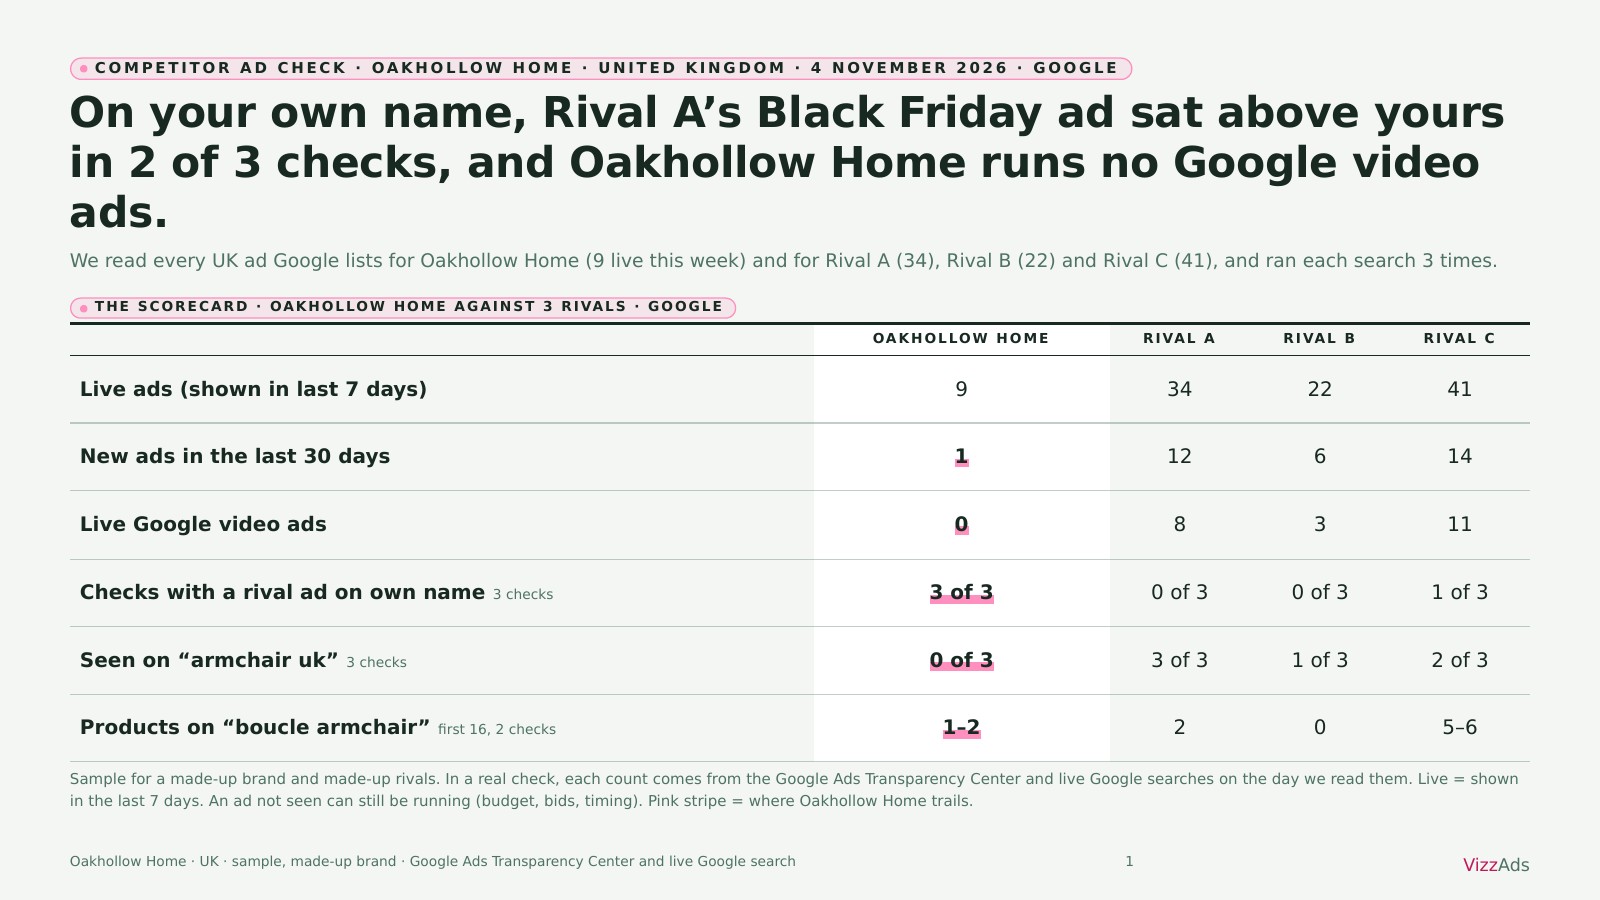 COMPETITOR AD CHECK · OAKHOLLOW HOME · UNITED KINGDOM · 4 NOVEMBER 2026 · GOOGLE
On your own name, Rival A’s Black Friday ad sat above yours
in 2 of 3 checks, and Oakhollow Home runs no Google video
ads.
We read every UK ad Google lists for Oakhollow Home (9 live this week) and for Rival A (34), Rival B (22) and Rival C (41), and ran each search 3 times.
THE SCORECARD · OAKHOLLOW HOME AGAINST 3 RIVALS · GOOGLE
OAKHOLLOW HOME RIVAL A RIVAL B RIVAL C
Live ads (shown in last 7 days) 9 34 22 41
New ads in the last 30 days 1 12 6 14
Live Google video ads 0 8 3 11
Checks with a rival ad on own name 3 checks 3 of 3 0 of 3 0 of 3 1 of 3
Seen on “armchair uk” 3 checks 0 of 3 3 of 3 1 of 3 2 of 3
Products on “boucle armchair” first 16, 2 checks 1–2 2 0 5–6
Sample for a made-up brand and made-up rivals. In a real check, each count comes from the Google Ads Transparency Center and live Google searches on the day we read them. Live = shown
in the last 7 days. An ad not seen can still be running (budget, bids, timing). Pink stripe = where Oakhollow Home trails.
Oakhollow Home · UK · sample, made-up brand · Google Ads Transparency Center and live Google search 1 VizzAds